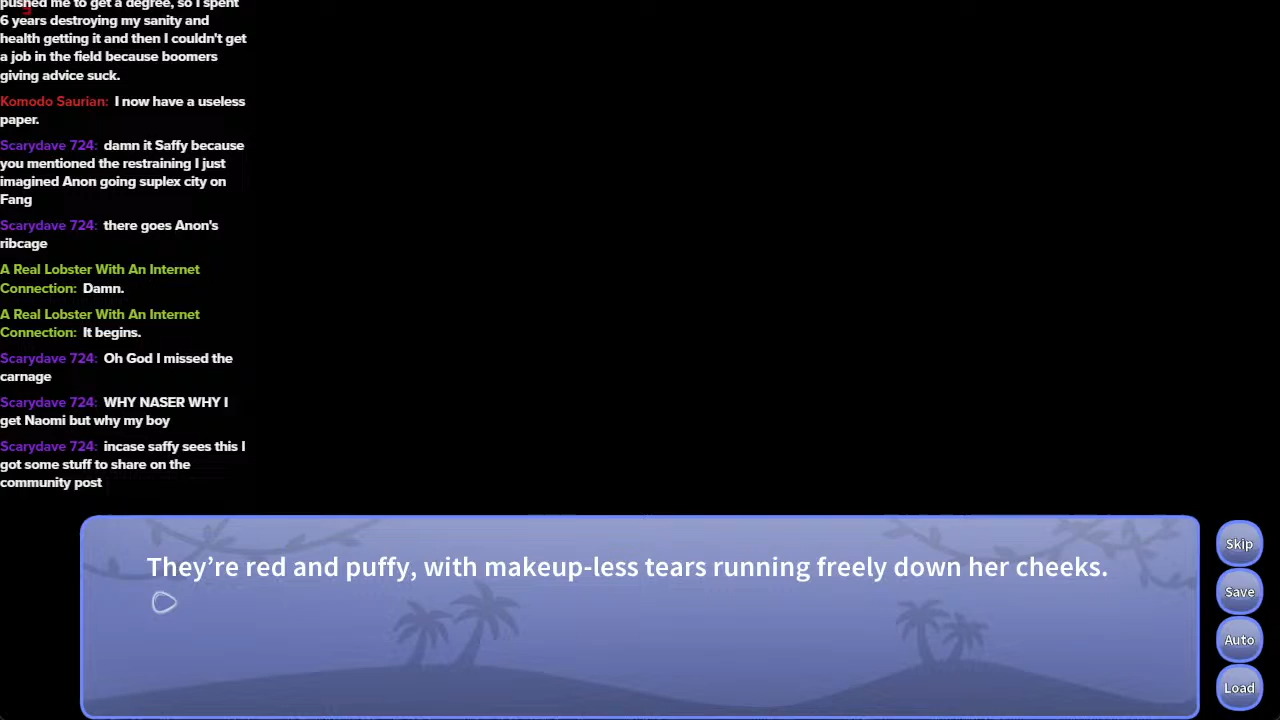 pushed me to get a degree, so I spent
6 years destroying my sanity and
health getting it and then I couldn't get
a job in the field because boomers
giving advice suck.
Komodo Saurian: I now have a useless
paper.
Scarydave 724: damn it Saffy because
you mentioned the restraining I just
imagined Anon going suplex city on
Fang
Scarydave 724: there goes Anon's
ribcage
A Real Lobster With An Internet
Connection: Damn.
A Real Lobster With An Internet
Connection: It begins.
Scarydave 724: Oh God I missed the
carnage
Scarydave 724: WHY NASER WHY I
get Naomi but why my boy
Scarydave 724: incase saffy sees this I
got some stuff to share on the
community post
They’re red and puffy, with makeup-less tears running freely down her cheeks.
Skip
Save
Auto
Load